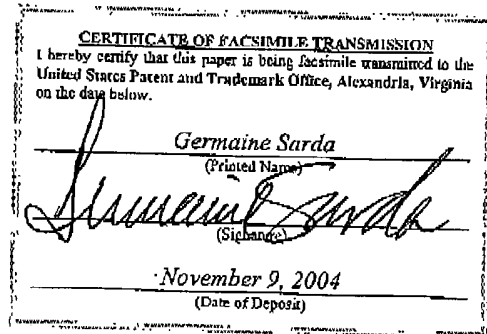 CERTIFICATE OF FACSIMILE TRANSMISSION
I hereby certify that this paper is being facsimile transmitted to the
United States Patent and Trademark Office, Alexandria, Virginia
on the date below.
Germaine Sarda
(Printed Name)
Germaine Sarda
(Signature)
November 9, 2004
(Date of Deposit)